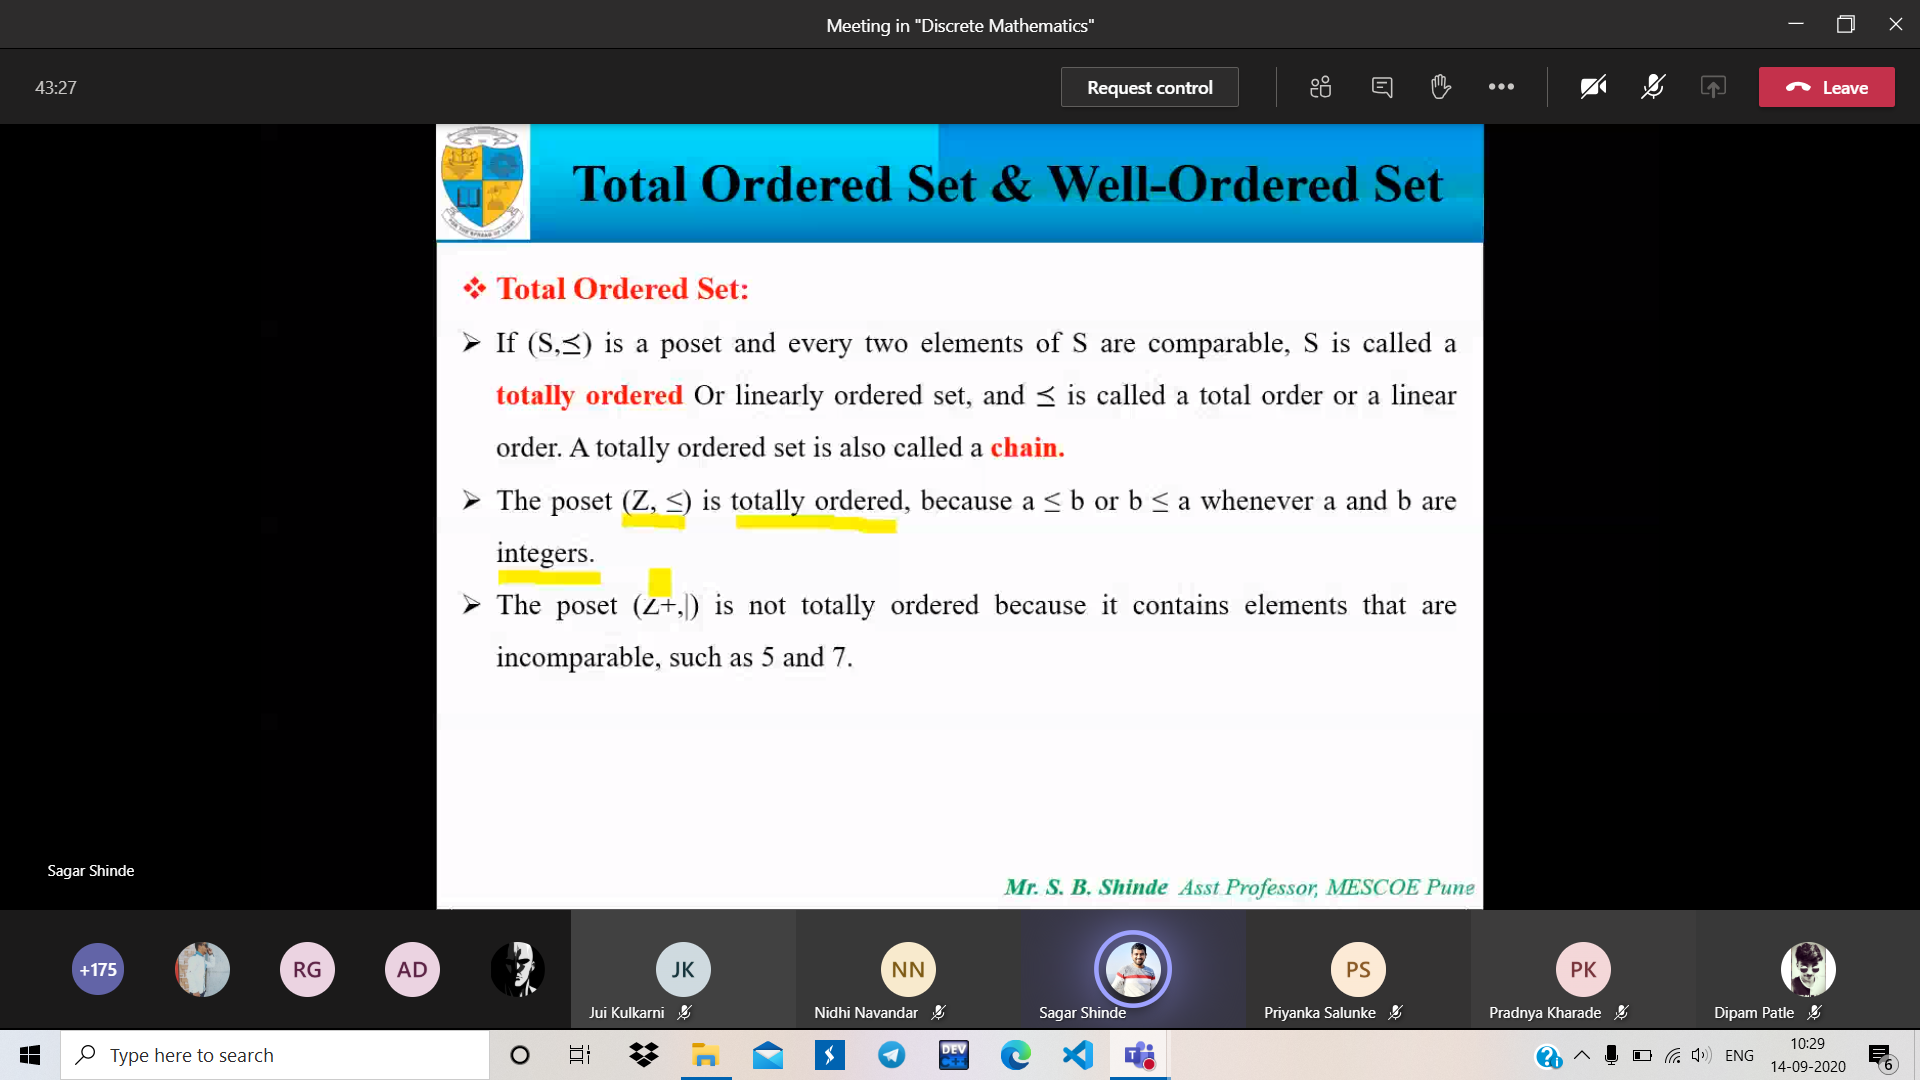 Meeting in "Discrete Mathematics"
43:27
Request control
Leave
Total Ordered Set & Well-Ordered Set
❖ Total Ordered Set:
➢ If (S,≼) is a poset and every two elements of S are comparable, S is called a
totally ordered Or linearly ordered set, and ≼ is called a total order or a linear
order. A totally ordered set is also called a chain.
➢ The poset (Z, ≤) is totally ordered, because a ≤ b or b ≤ a whenever a and b are
integers.
➢ The poset (Z+,|) is not totally ordered because it contains elements that are
incomparable, such as 5 and 7.
Mr. S. B. Shinde Asst Professor, MESCOE Pune
Sagar Shinde
+175
RG
AD
JK
NN
PS
PK
Jui Kulkarni
Nidhi Navandar
Sagar Shinde
Priyanka Salunke
Pradnya Kharade
Dipam Patle
Type here to search
DEV
ENG
10:29
14-09-2020
6